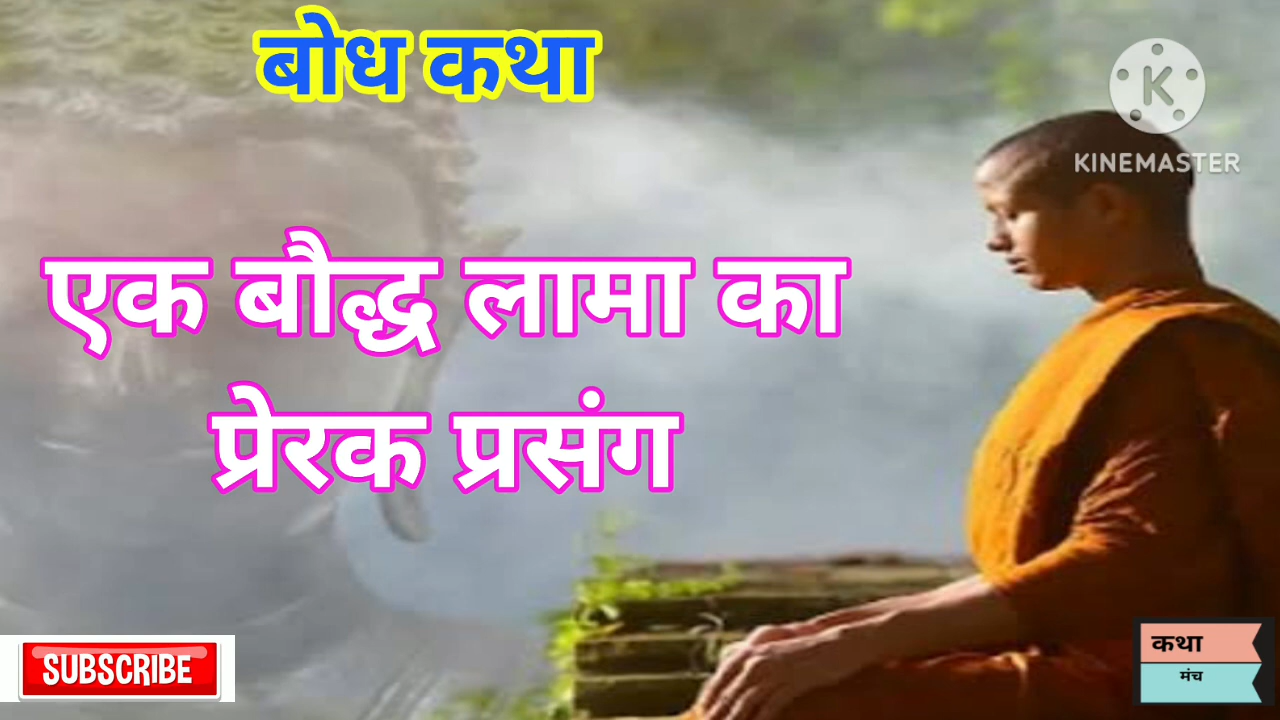 बोध कथा
KINEMASTER
एक बौद्ध लामा का
प्रेरक प्रसंग
SUBSCRIBE
कथा
मंच